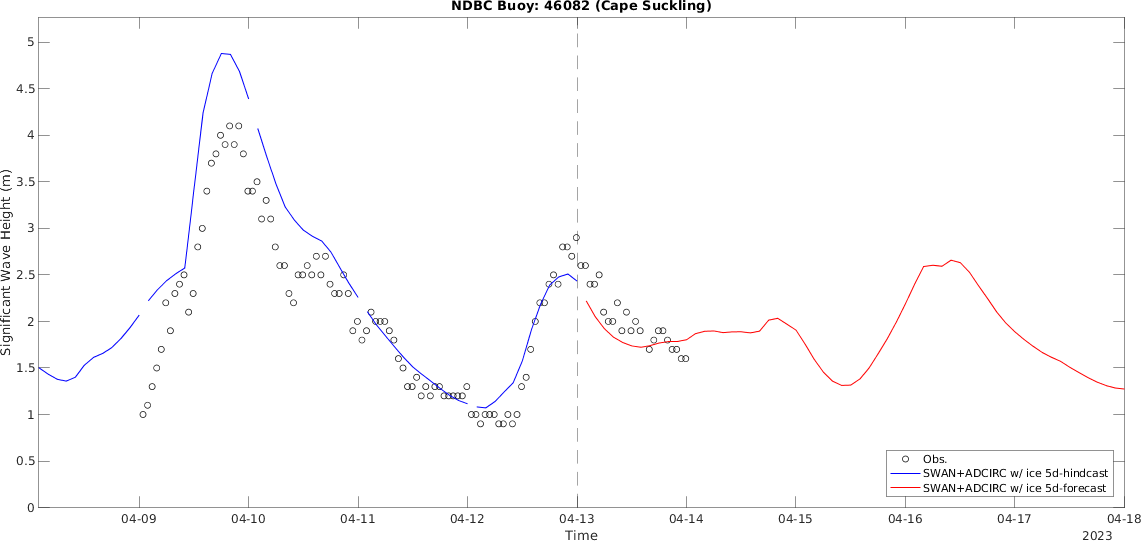 NDBC Buoy: 46082 (Cape Suckling)
5
4.5
4
3.5
3
2.5
2
1.5
1
0.5
0
Significant Wave Height (m)
04-09 04-10 04-11 04-12 04-13 04-14 04-15 04-16 04-17 04-18
Time
2023
Obs.
SWAN+ADCIRC w/ ice 5d-hindcast
SWAN+ADCIRC w/ ice 5d-forecast